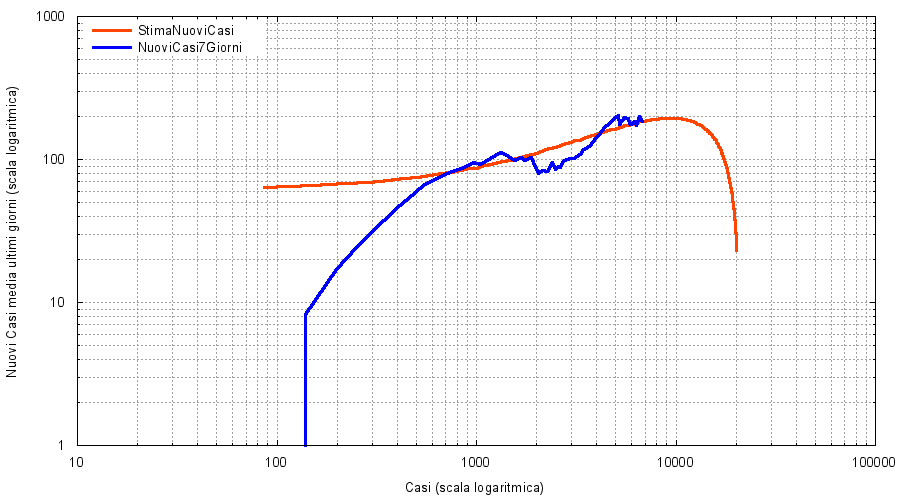 1000
StimaNuoviCasi
NuoviCasi7Giorni
100
10
1
10
100
1000
10000
100000
Nuovi Casi media ultimi giorni (scala logaritmica)
Casi (scala logaritmica)